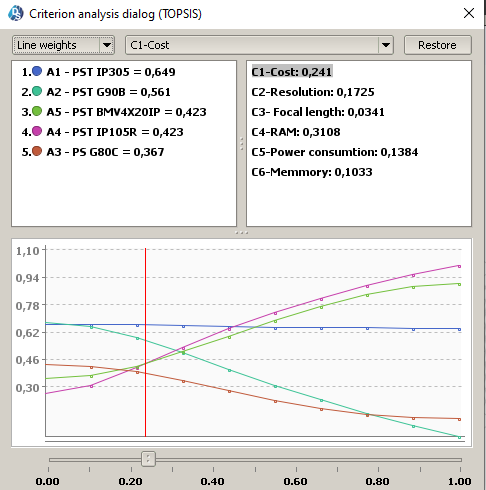 Criterion analysis dialog (TOPSIS)
Line weights
C1-Cost
Restore
1. A1 - PST IP305 = 0,649
2. A2 - PST G90B = 0,561
3. A5 - PST BMV4X20IP = 0,423
4. A4 - PST IP105R = 0,423
5. A3 - PS G80C = 0,367
C1-Cost: 0,241
C2-Resolution: 0,1725
C3- Focal length: 0,0341
C4-RAM: 0,3108
C5-Power consumtion: 0,1384
C6-Memmory: 0,1033
1,10
0,94
0,78
0,62
0,46
0,30
0.00 0.20 0.40 0.60 0.80 1.00